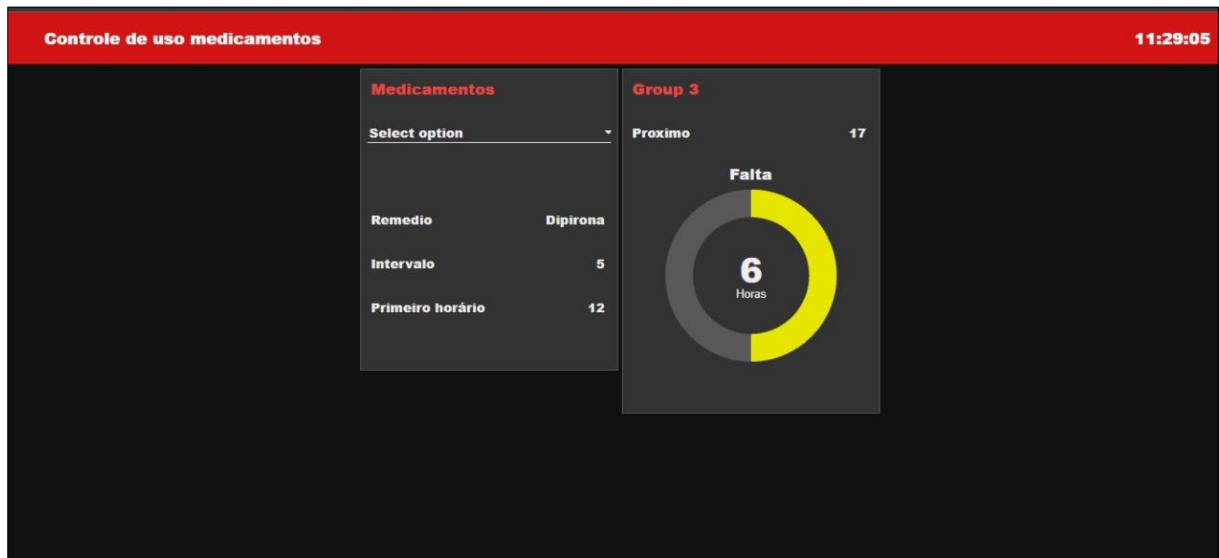 Controle de uso medicamentos 11:29:05
Medicamentos
Select option
Remedio Dipirona
Intervalo 5
Primeiro horário 12
Group 3
Proximo 17
Falta
6
Horas